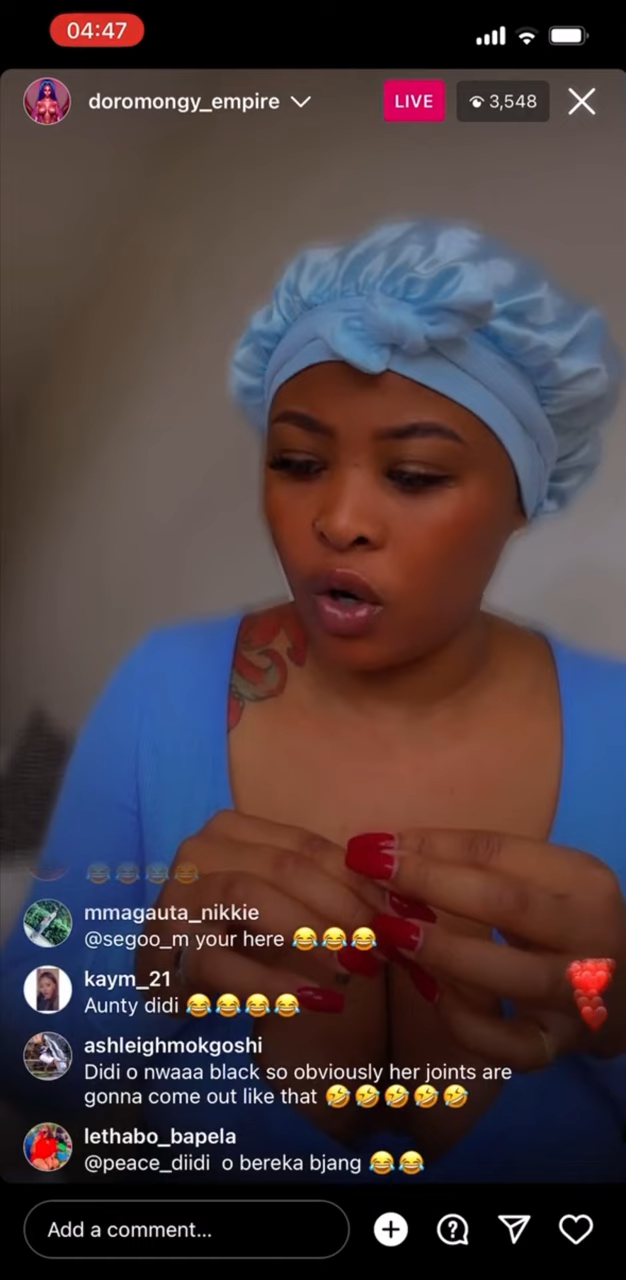 04:47
doromongy_empire
LIVE
3,548
mmagauta_nikkie
@segoo_m your here 😂😂😂
kaym_21
Aunty didi 😂😂😂😂
ashleighmokgoshi
Didi o nwaaa black so obviously her joints are
gonna come out like that 🤣🤣🤣🤣🤣
lethabo_bapela
@peace_diidi o bereka bjang 😂😂
Add a comment...